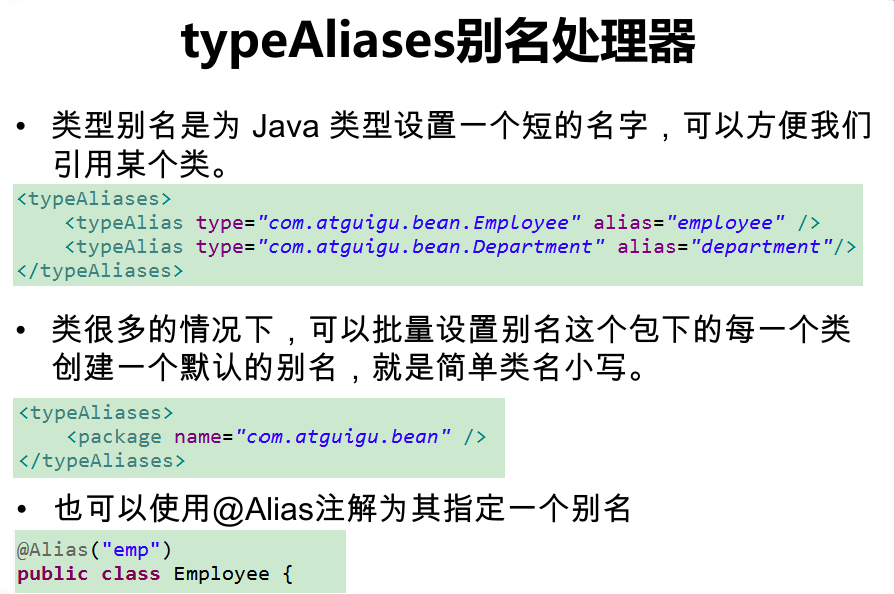 typeAliases别名处理器
• 类型别名是为 Java 类型设置一个短的名字，可以方便我们
引用某个类。
<typeAliases>
    <typeAlias type="com.atguigu.bean.Employee" alias="employee" />
    <typeAlias type="com.atguigu.bean.Department" alias="department"/>
</typeAliases>
• 类很多的情况下，可以批量设置别名这个包下的每一个类
创建一个默认的别名，就是简单类名小写。
<typeAliases>
    <package name="com.atguigu.bean" />
</typeAliases>
• 也可以使用@Alias注解为其指定一个别名
@Alias("emp")
public class Employee {